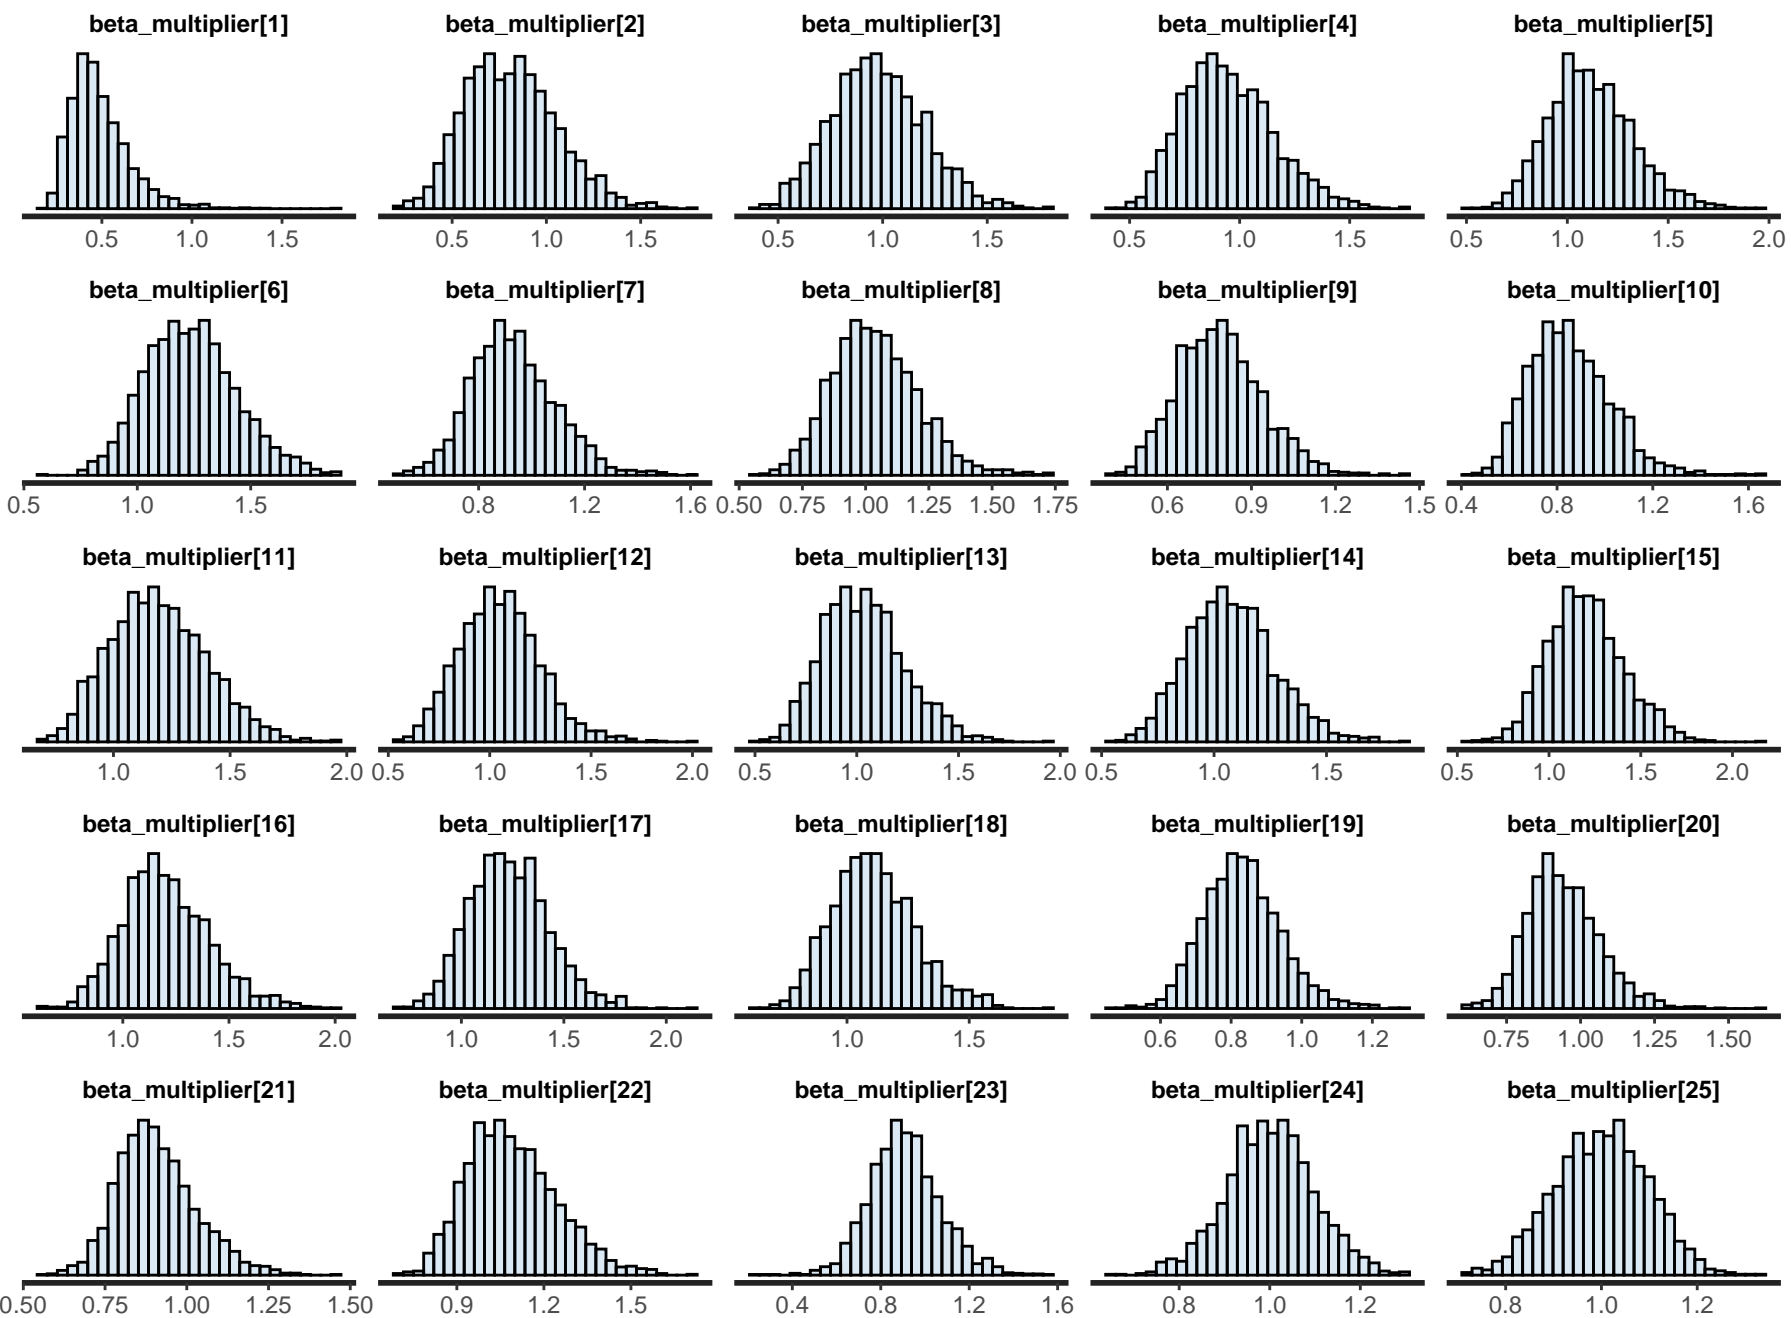 beta_multiplier[1] beta_multiplier[2] beta_multiplier[3] beta_multiplier[4] beta_multiplier[5]
0.5 1.0 1.5 0.5 1.0 1.5 0.5 1.0 1.5 0.5 1.0 1.5 0.5 1.0 1.5 2.0
beta_multiplier[6] beta_multiplier[7] beta_multiplier[8] beta_multiplier[9] beta_multiplier[10]
0.5 1.0 1.5 0.8 1.2 1.6 0.50 0.75 1.00 1.25 1.50 1.75 0.6 0.9 1.2 1.5 0.4 0.8 1.2 1.6
beta_multiplier[11] beta_multiplier[12] beta_multiplier[13] beta_multiplier[14] beta_multiplier[15]
1.0 1.5 2.0 0.5 1.0 1.5 2.0 0.5 1.0 1.5 2.0 0.5 1.0 1.5 0.5 1.0 1.5 2.0
beta_multiplier[16] beta_multiplier[17] beta_multiplier[18] beta_multiplier[19] beta_multiplier[20]
1.0 1.5 2.0 1.0 1.5 2.0 1.0 1.5 0.6 0.8 1.0 1.2 0.75 1.00 1.25 1.50
beta_multiplier[21] beta_multiplier[22] beta_multiplier[23] beta_multiplier[24] beta_multiplier[25]
0.50 0.75 1.00 1.25 1.50 0.9 1.2 1.5 0.4 0.8 1.2 1.6 0.8 1.0 1.2 0.8 1.0 1.2